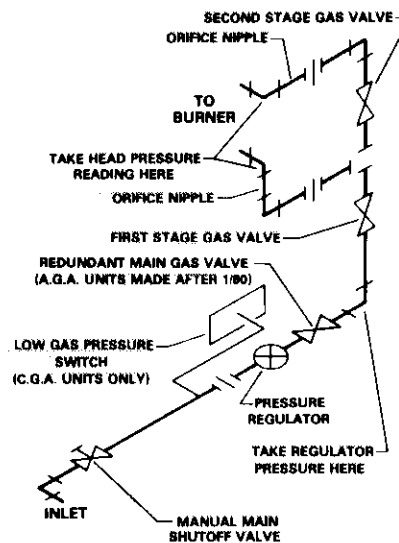 SECOND STAGE GAS VALVE
ORIFICE NIPPLE
TO
BURNER
TAKE HEAD PRESSURE
READING HERE
ORIFICE NIPPLE
FIRST STAGE GAS VALVE
REDUNDANT MAIN GAS VALVE
(A.G.A. UNITS MADE AFTER 1/80)
LOW GAS PRESSURE
SWITCH
(C.G.A. UNITS ONLY)
PRESSURE
REGULATOR
TAKE REGULATOR
PRESSURE HERE
INLET
MANUAL MAIN
SHUTOFF VALVE